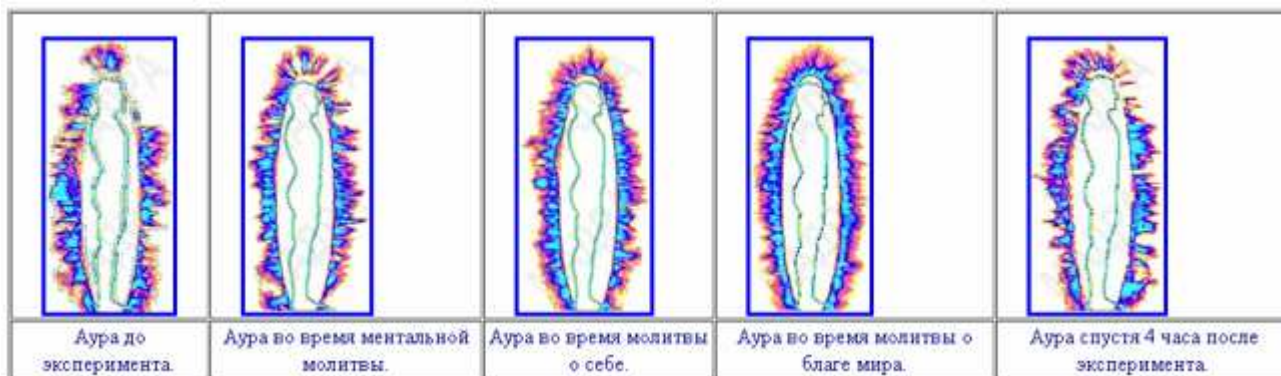 Аура до
эксперимента.
Аура во время ментальной
молитвы.
Аура во время молитвы
о себе.
Аура во время молитвы о
благе мира.
Аура спустя 4 часа после
эксперимента.